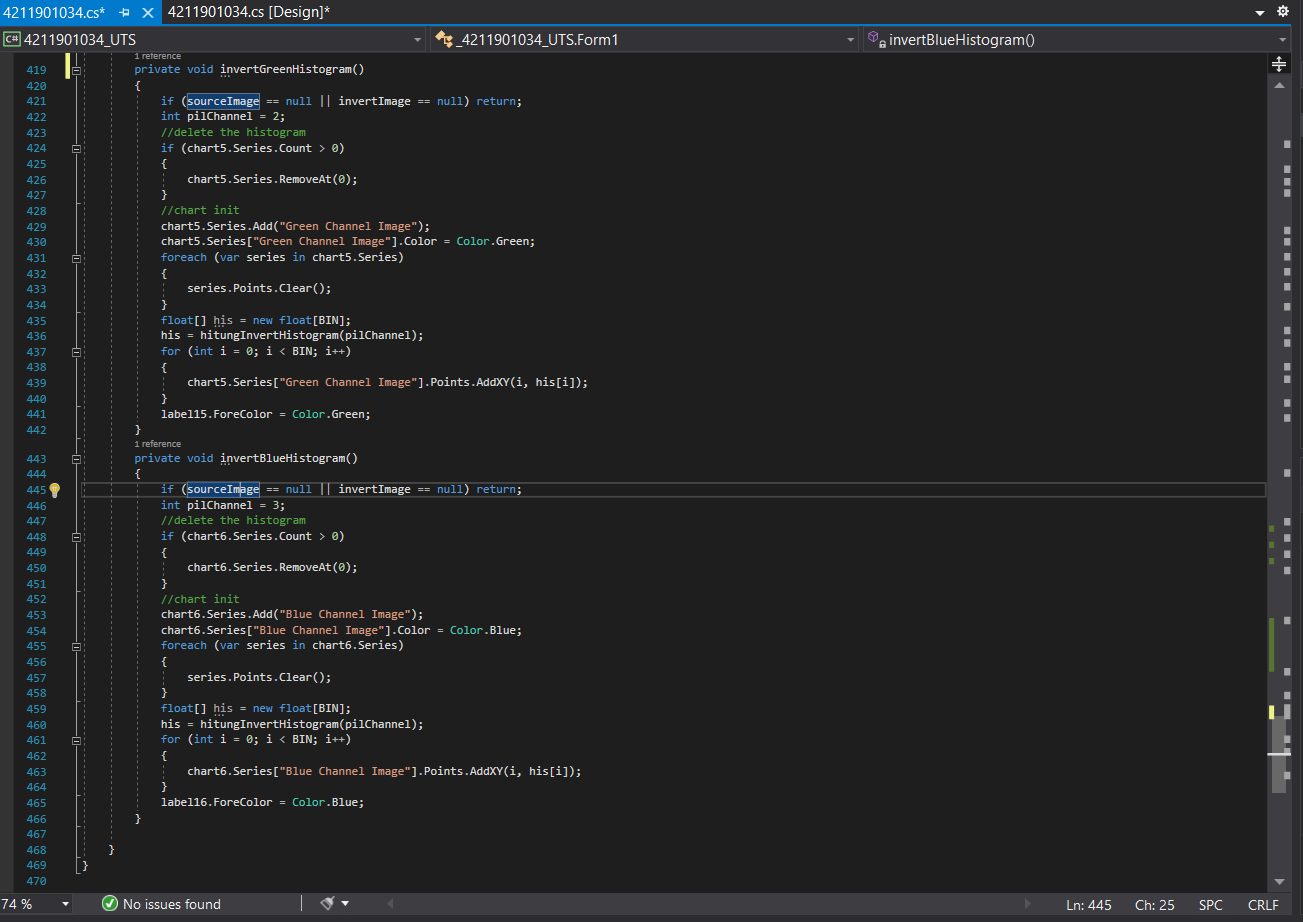 4211901034.cs*
4211901034.cs [Design]*
C# 4211901034_UTS
_4211901034_UTS.Form1
invertBlueHistogram()
1 reference
419 private void invertGreenHistogram()
420 {
421 if (sourceImage == null || invertImage == null) return;
422 int pilChannel = 2;
423 //delete the histogram
424 if (chart5.Series.Count > 0)
425 {
426 chart5.Series.RemoveAt(0);
427 }
428 //chart init
429 chart5.Series.Add("Green Channel Image");
430 chart5.Series["Green Channel Image"].Color = Color.Green;
431 foreach (var series in chart5.Series)
432 {
433 series.Points.Clear();
434 }
435 float[] his = new float[BIN];
436 his = hitungInvertHistogram(pilChannel);
437 for (int i = 0; i < BIN; i++)
438 {
439 chart5.Series["Green Channel Image"].Points.AddXY(i, his[i]);
440 }
441 label15.ForeColor = Color.Green;
442 }
1 reference
443 private void invertBlueHistogram()
444 {
445 if (sourceImage == null || invertImage == null) return;
446 int pilChannel = 3;
447 //delete the histogram
448 if (chart6.Series.Count > 0)
449 {
450 chart6.Series.RemoveAt(0);
451 }
452 //chart init
453 chart6.Series.Add("Blue Channel Image");
454 chart6.Series["Blue Channel Image"].Color = Color.Blue;
455 foreach (var series in chart6.Series)
456 {
457 series.Points.Clear();
458 }
459 float[] his = new float[BIN];
460 his = hitungInvertHistogram(pilChannel);
461 for (int i = 0; i < BIN; i++)
462 {
463 chart6.Series["Blue Channel Image"].Points.AddXY(i, his[i]);
464 }
465 label16.ForeColor = Color.Blue;
466 }
467
468 }
469 }
470
74 %
No issues found
Ln: 445
Ch: 25
SPC
CRLF